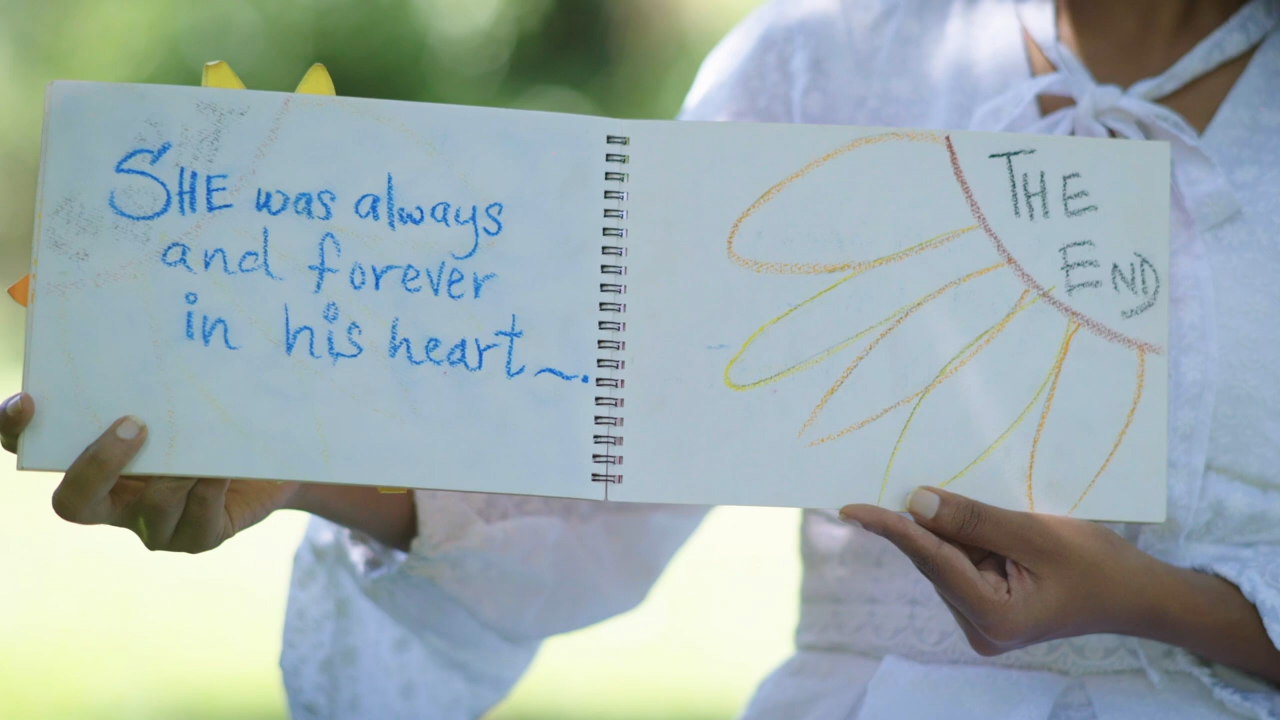 SHE was always
and forever
in his heart~.
THE
END